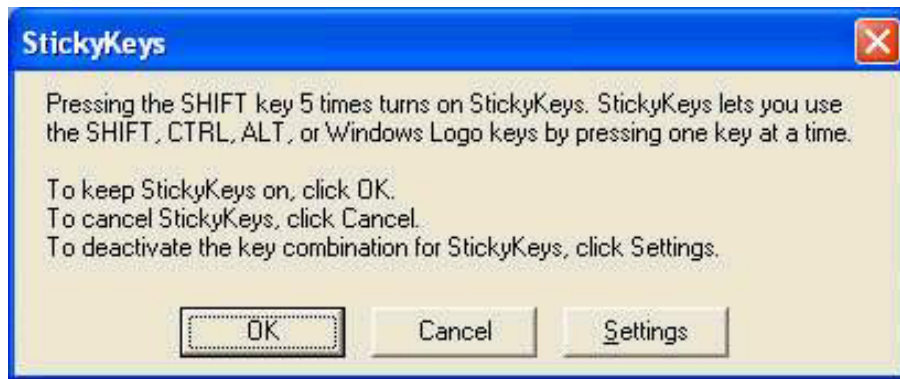 StickyKeys
Pressing the SHIFT key 5 times turns on StickyKeys. StickyKeys lets you use
the SHIFT, CTRL, ALT, or Windows Logo keys by pressing one key at a time.
To keep StickyKeys on, click OK.
To cancel StickyKeys, click Cancel.
To deactivate the key combination for StickyKeys, click Settings.
OK Cancel Settings